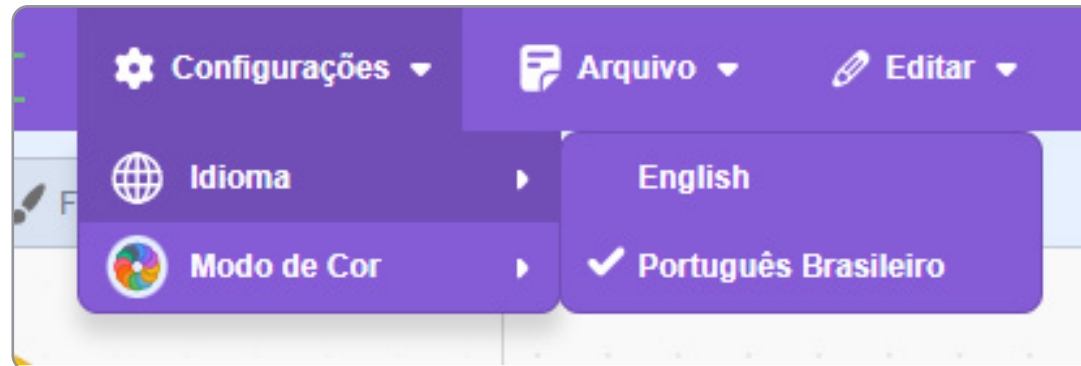 Configurações Arquivo Editar
Idioma English
Modo de Cor Português Brasileiro
F